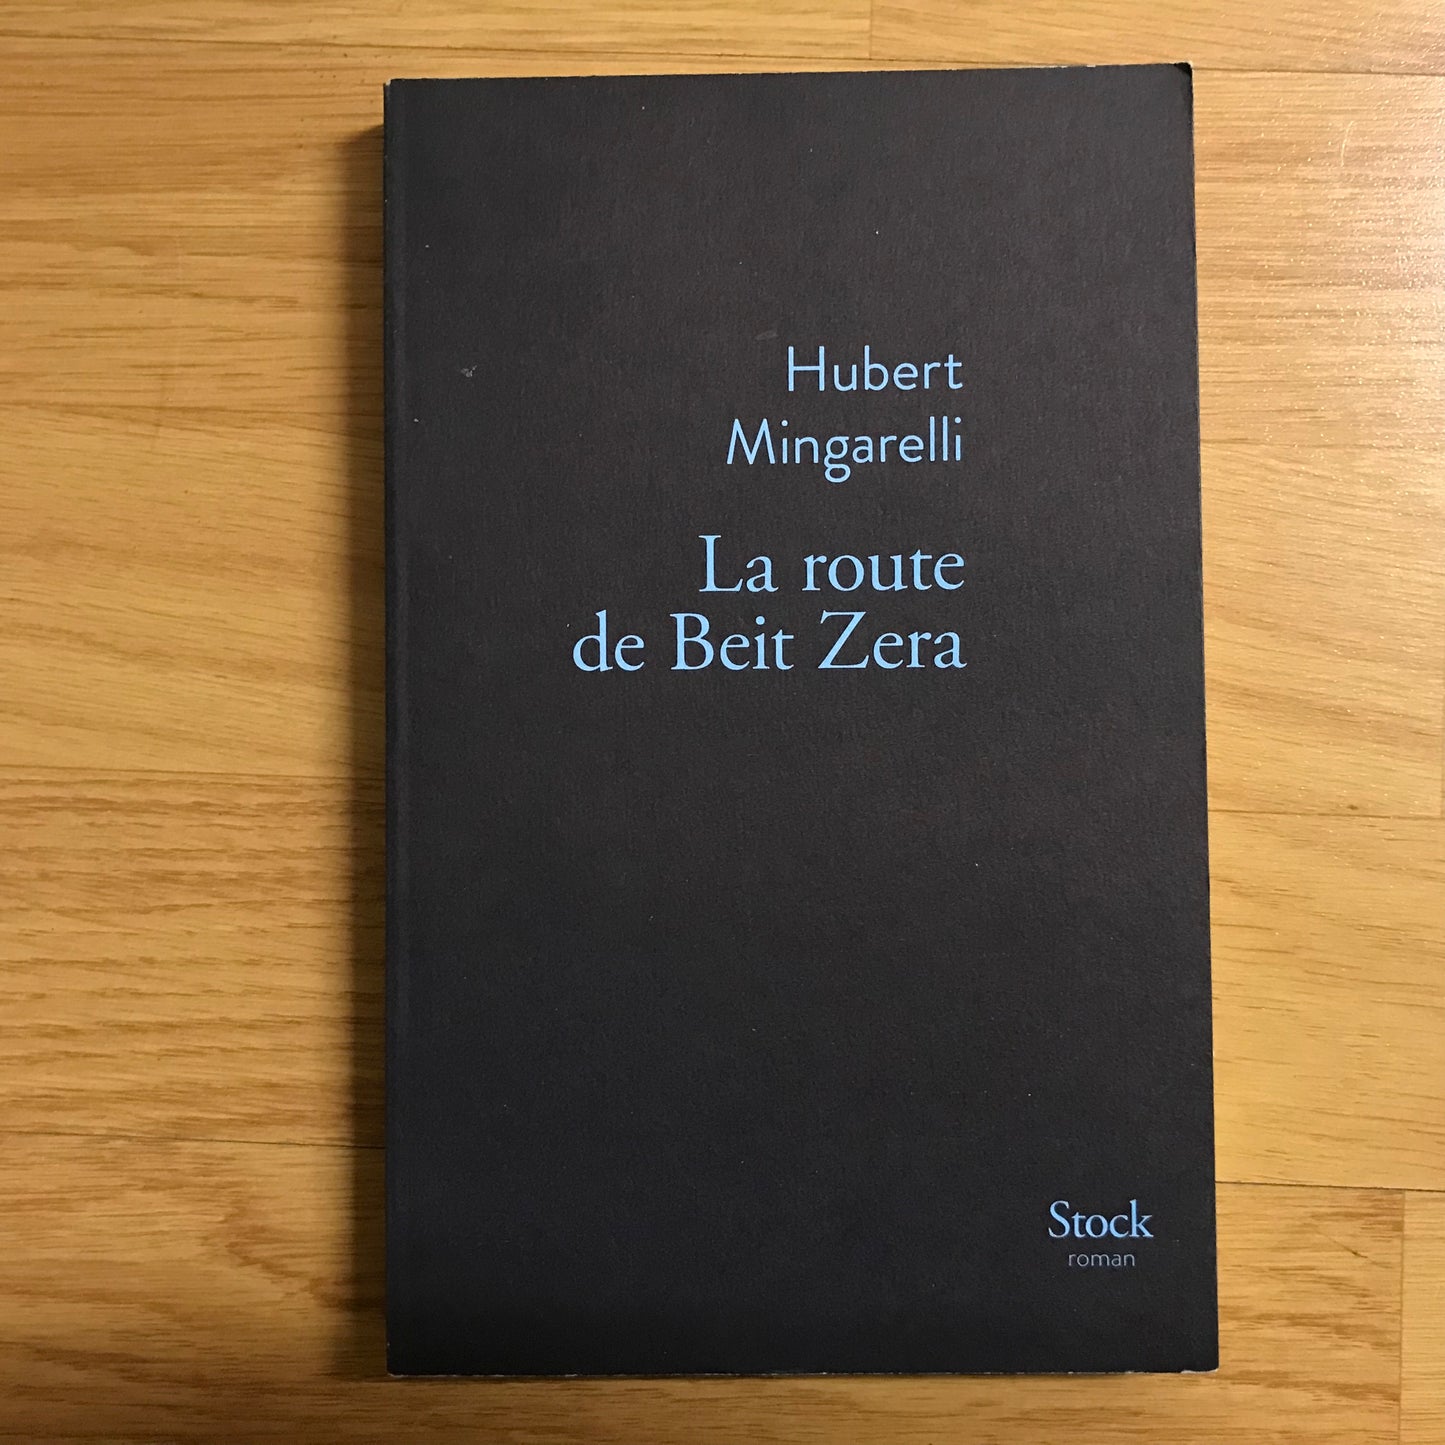 Hubert
Mingarelli
La route
de Beit Zera
Stock
roman